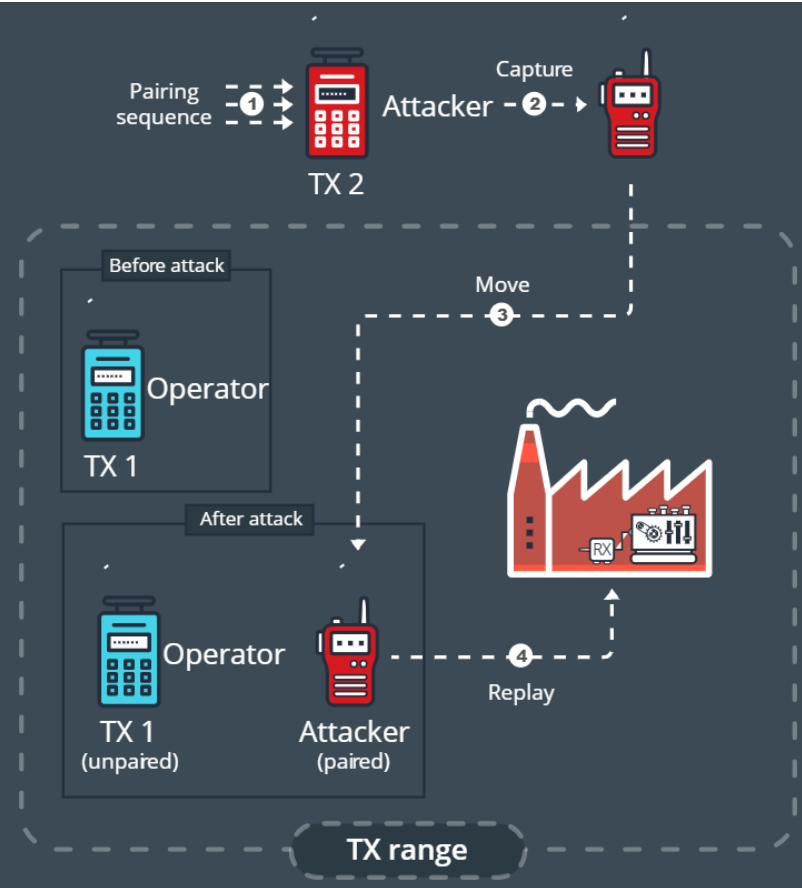 Pairing
sequence
1
TX 2
Attacker
2
Capture
Move
3
Before attack
Operator
TX 1
After attack
Operator
TX 1
(unpaired)
Attacker
(paired)
4
Replay
RX
TX range